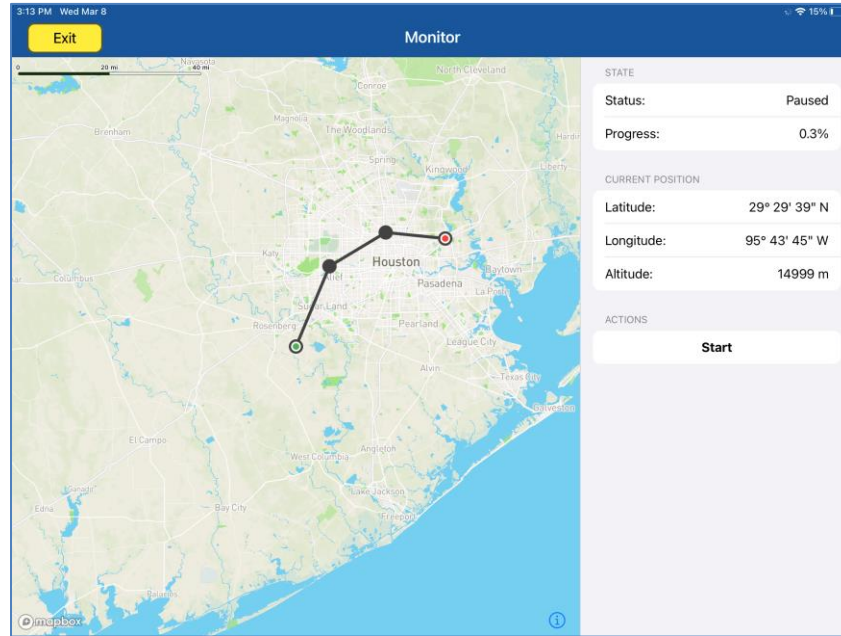 3:13 PM Wed Mar 8
15%
Exit
Monitor
0 20 mi 40 mi
Navasota
North Cleveland
Conroe
Magnolia
The Woodlands
Brenham
Hardin
Spring
Kingwood
Liberty
Katy
Houston
Alief
Baytown
Columbus
Pasadena
La Porte
Sugar Land
Rosenberg
Pearland
League City
Alvin
Texas City
Galveston
El Campo
West Columbia
Angleton
Ganado
Lake Jackson
Edna
Bay City
Freeport
Palacios
mapbox
STATE
Status: Paused
Progress: 0.3%
CURRENT POSITION
Latitude: 29° 29' 39" N
Longitude: 95° 43' 45" W
Altitude: 14999 m
ACTIONS
Start